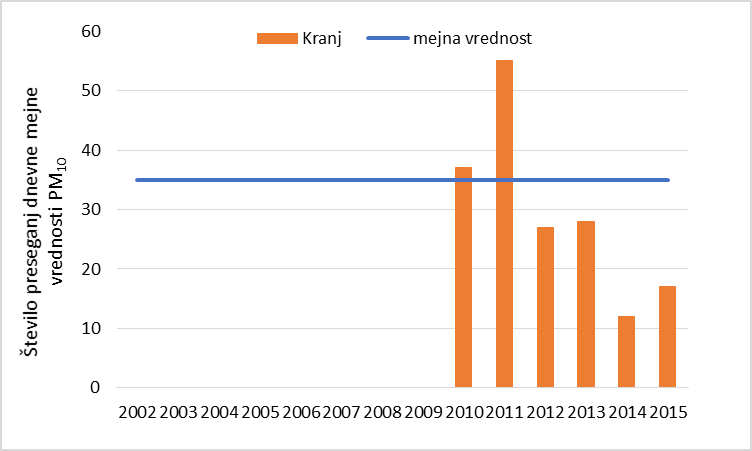 60
50
40
30
20
10
0
Kranj
mejna vrednost
Število preseganj dnevne mejne
vrednosti PM₁₀
2002 2003 2004 2005 2006 2007 2008 2009 2010 2011 2012 2013 2014 2015